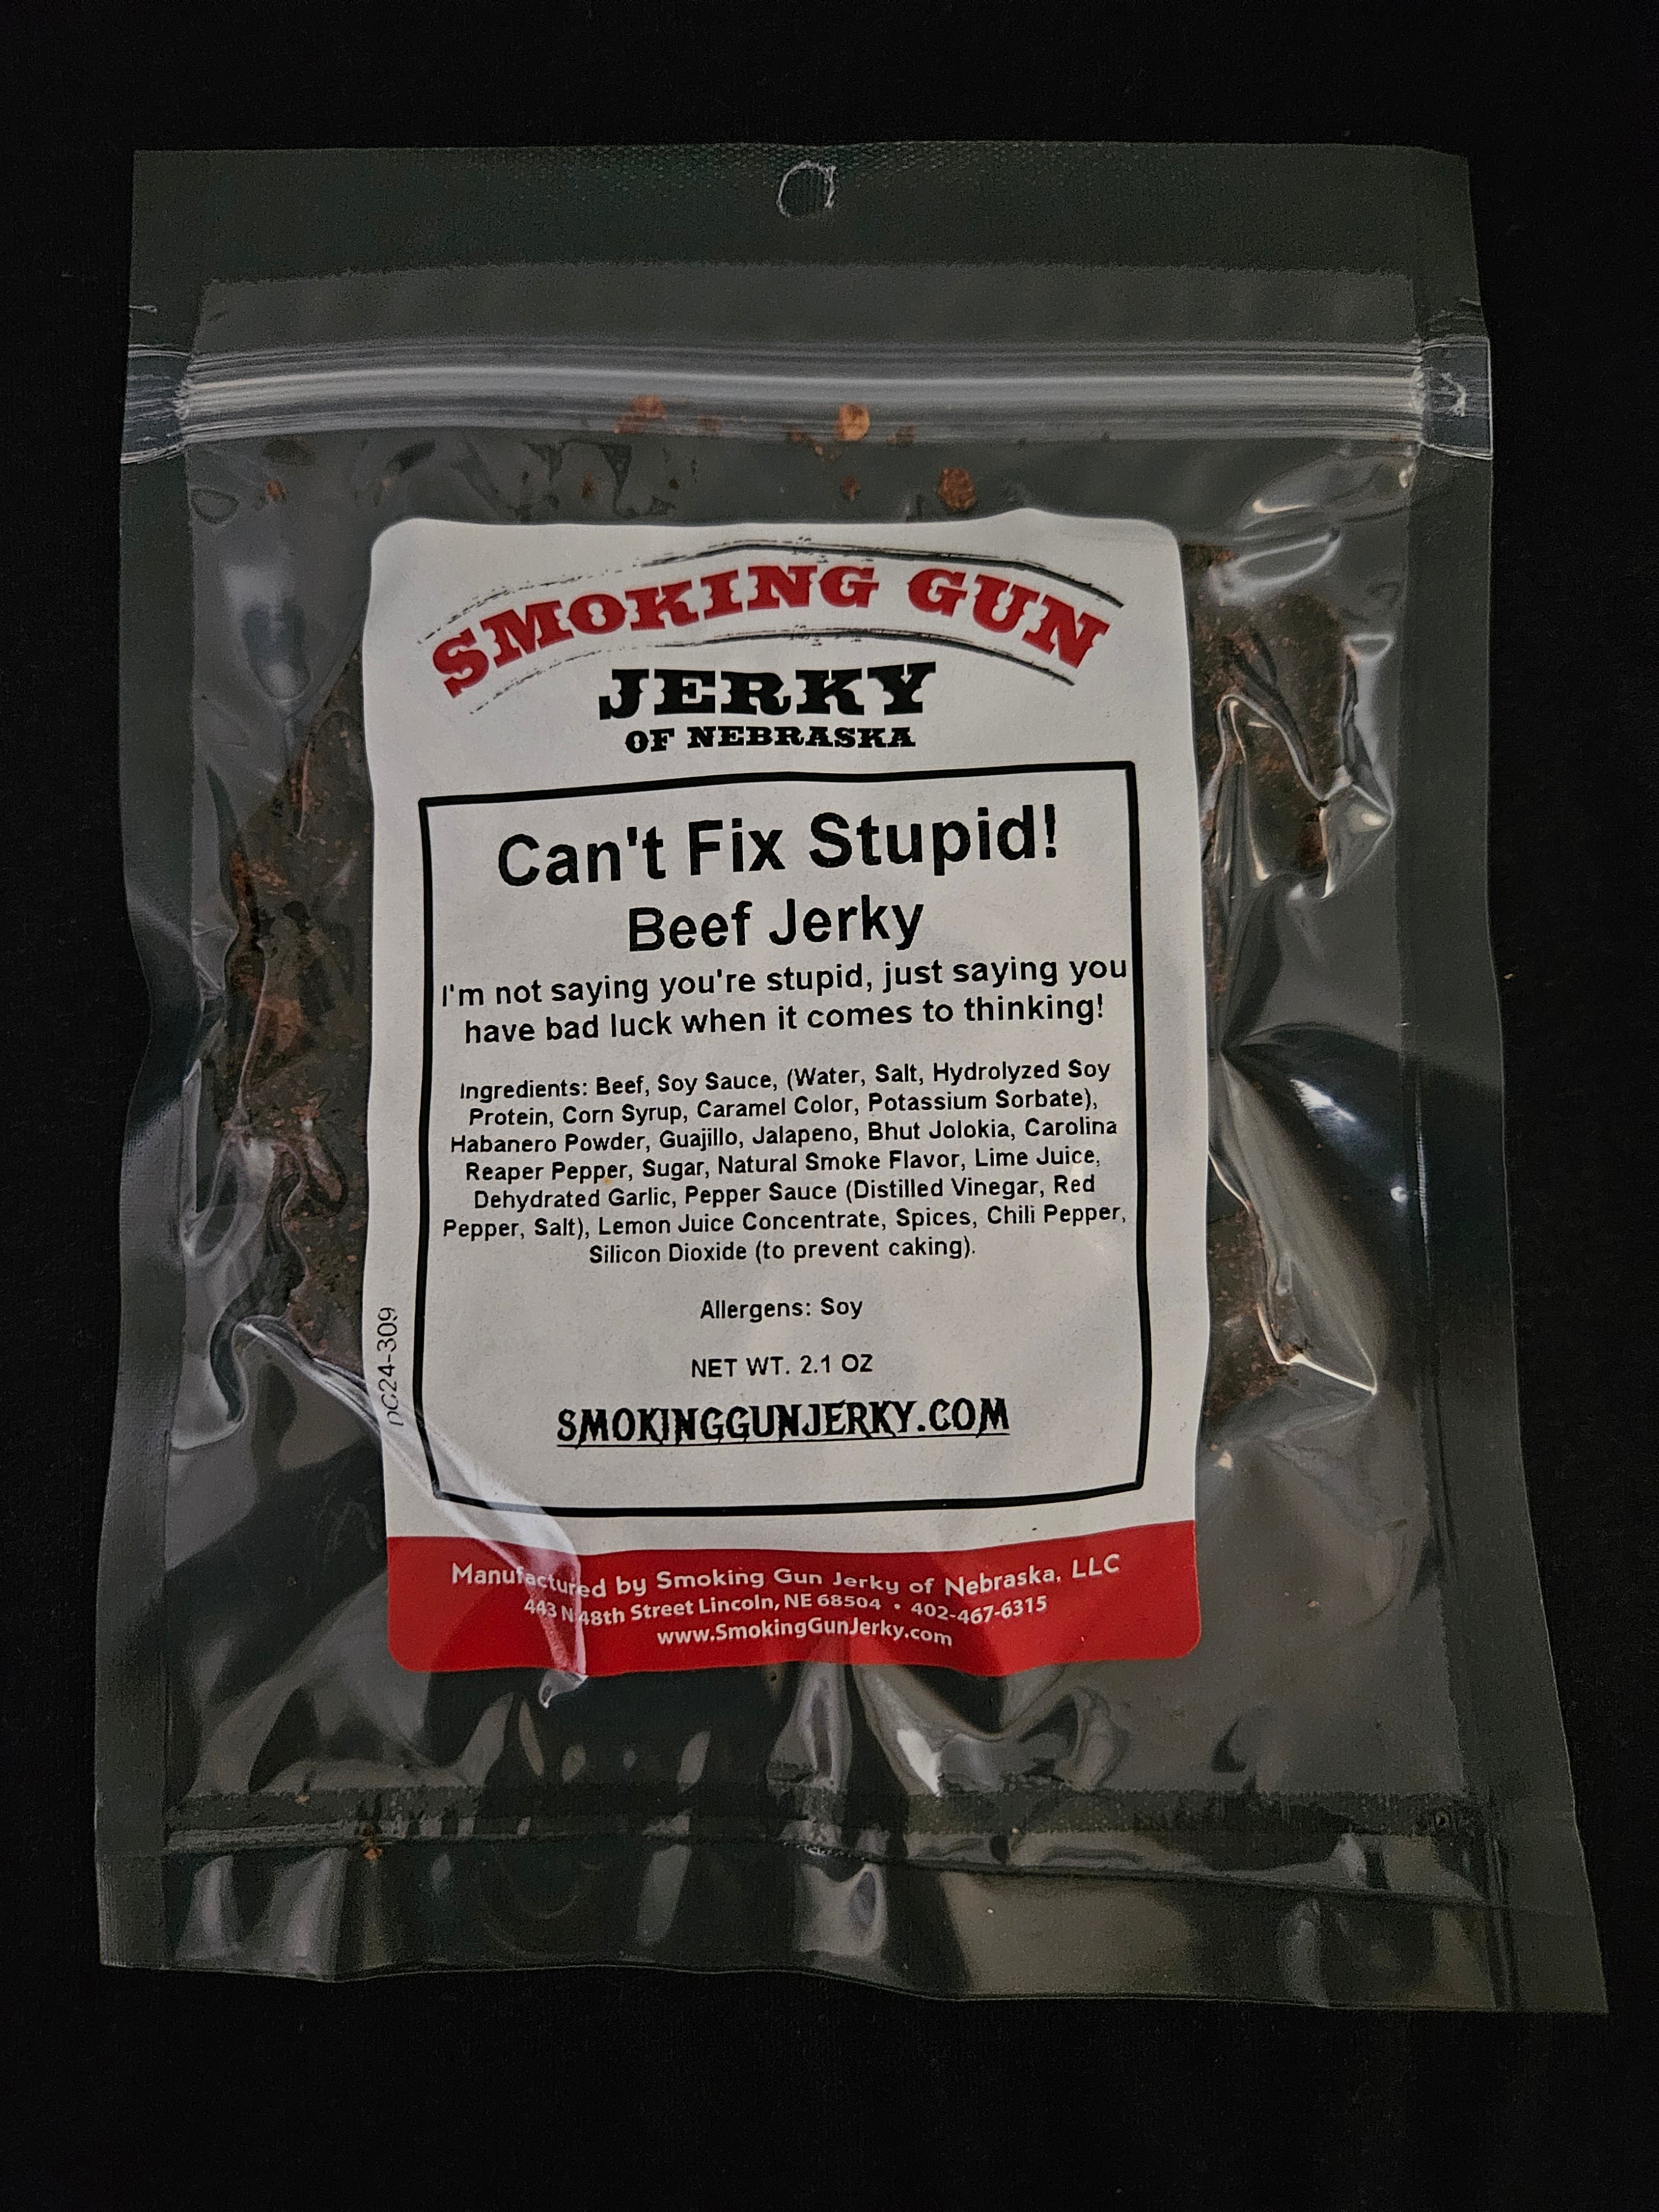 SMOKING GUN
JERKY
OF NEBRASKA
Can't Fix Stupid!
Beef Jerky
I'm not saying you're stupid, just saying you
have bad luck when it comes to thinking!
Ingredients: Beef, Soy Sauce, (Water, Salt, Hydrolyzed Soy
Protein, Corn Syrup, Caramel Color, Potassium Sorbate),
Habanero Powder, Guajillo, Jalapeno, Bhut Jolokia, Carolina
Reaper Pepper, Sugar, Natural Smoke Flavor, Lime Juice,
Dehydrated Garlic, Pepper Sauce (Distilled Vinegar, Red
Pepper, Salt), Lemon Juice Concentrate, Spices, Chili Pepper,
Silicon Dioxide (to prevent caking).
Allergens: Soy
NET WT. 2.1 OZ
SMOKINGGUNJERKY.COM
DC24-309
Manufactured by Smoking Gun Jerky of Nebraska, LLC
443 N 48th Street Lincoln, NE 68504 • 402-467-6315
www.SmokingGunJerky.com